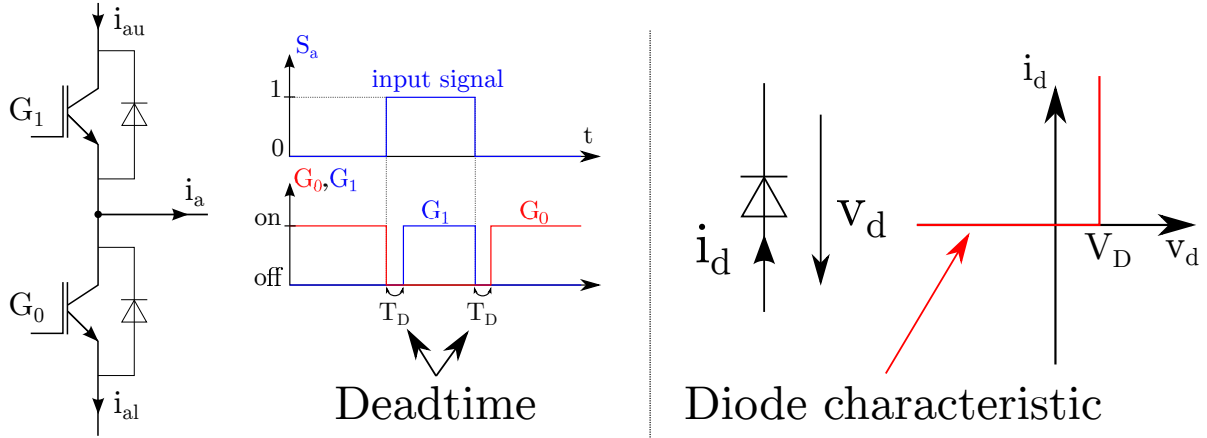 i_au
G_1
i_a
G_0
i_al
S_a
input signal
1
0
t
G_0,G_1
on
off
G_1
G_0
T_D
T_D
Deadtime
i_d
v_d
i_d
V_D
v_d
Diode characteristic